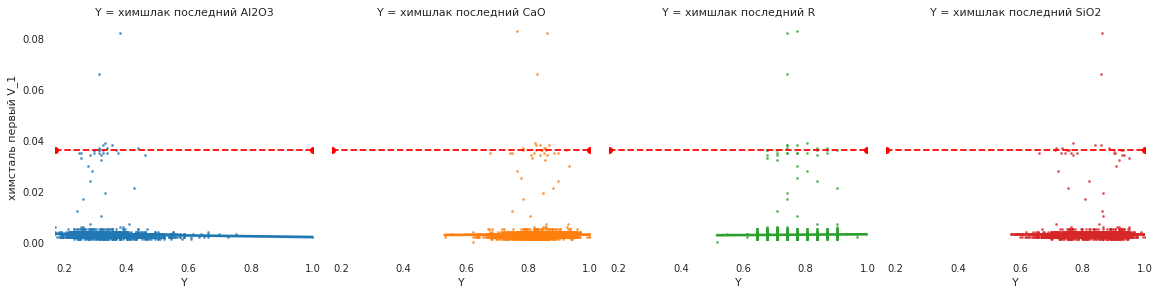 Y = химшлак последний Al2O3 Y = химшлак последний CaO Y = химшлак последний R Y = химшлак последний SiO2
химсталь первый V_1
0.08
0.06
0.04
0.02
0.00
0.2 0.4 0.6 0.8 1.0 0.2 0.4 0.6 0.8 1.0 0.2 0.4 0.6 0.8 1.0 0.2 0.4 0.6 0.8 1.0
Y Y Y Y